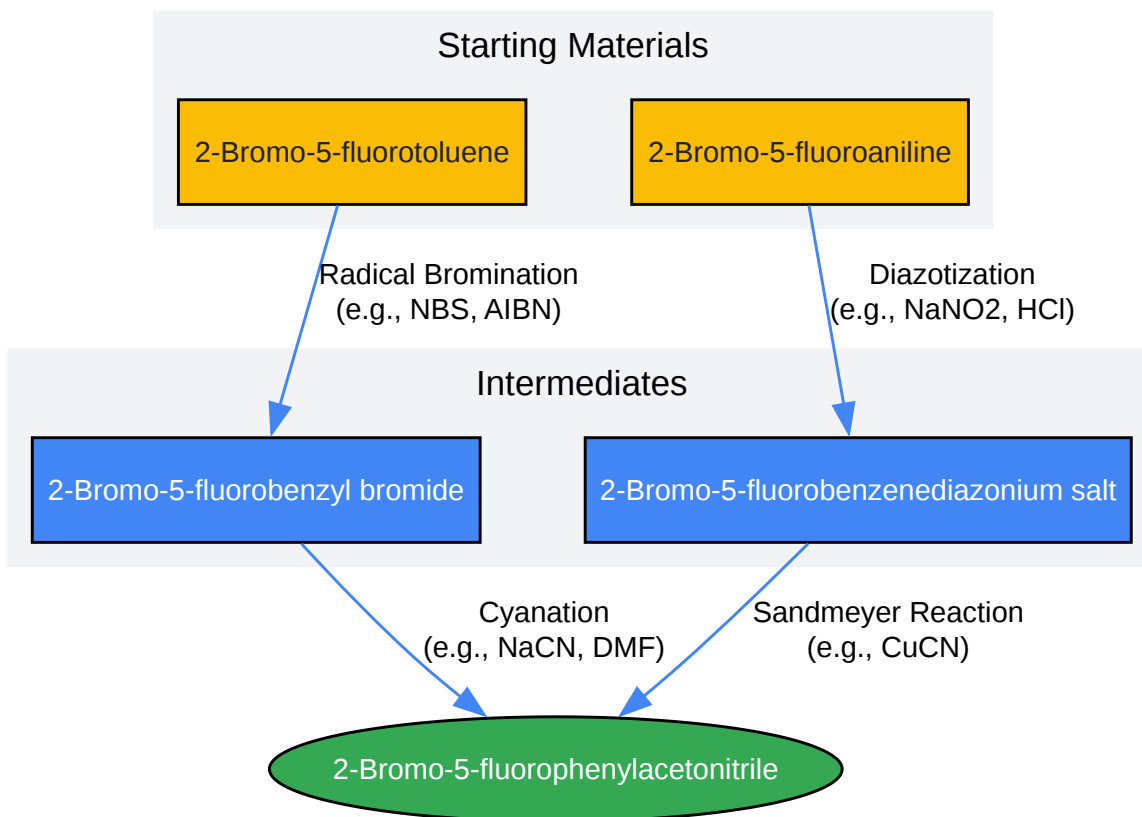 Starting Materials
2-Bromo-5-fluorotoluene
2-Bromo-5-fluoroaniline
Radical Bromination
(e.g., NBS, AIBN)
Diazotization
(e.g., NaNO2, HCl)
Intermediates
2-Bromo-5-fluorobenzyl bromide
2-Bromo-5-fluorobenzenediazonium salt
Cyanation
(e.g., NaCN, DMF)
Sandmeyer Reaction
(e.g., CuCN)
2-Bromo-5-fluorophenylacetonitrile